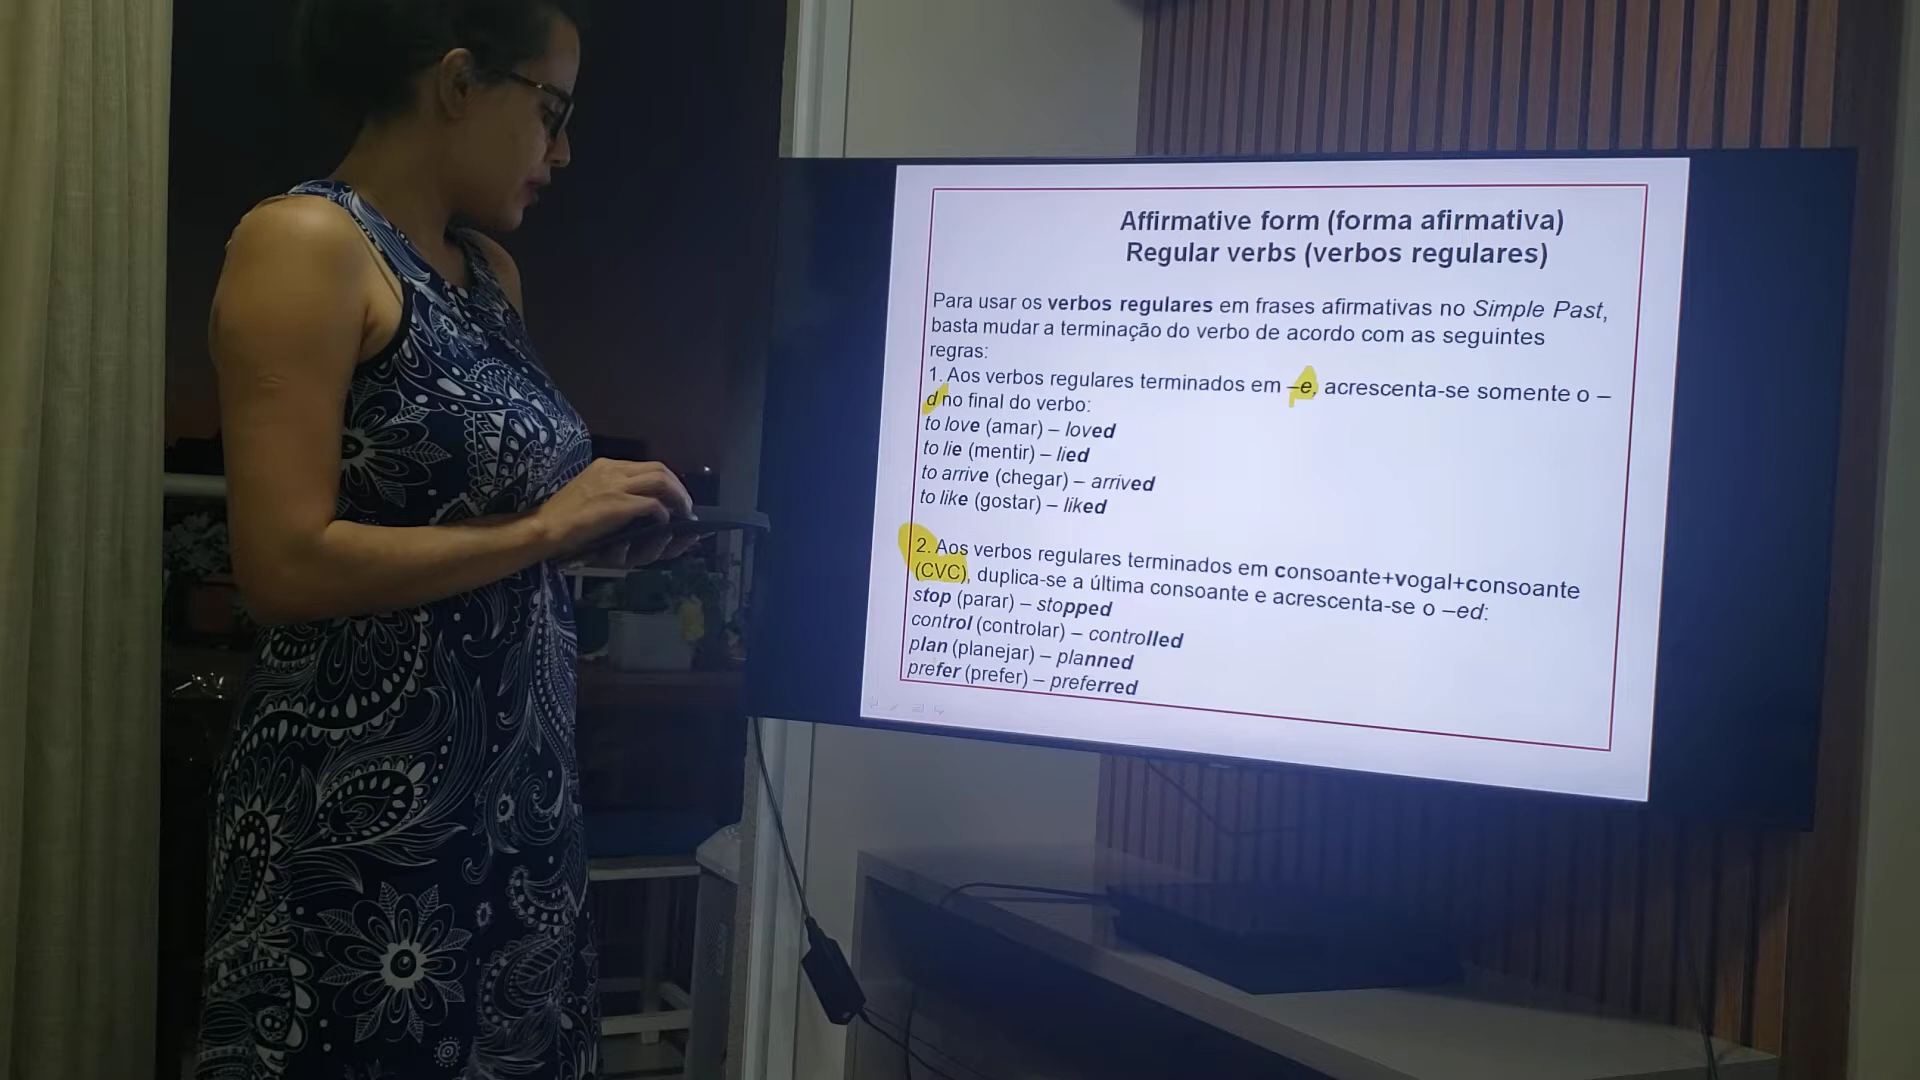 Affirmative form (forma afirmativa)
Regular verbs (verbos regulares)
Para usar os verbos regulares em frases afirmativas no Simple Past,
basta mudar a terminação do verbo de acordo com as seguintes
regras:
1. Aos verbos regulares terminados em –e, acrescenta-se somente o –
d no final do verbo:
to love (amar) – loved
to lie (mentir) – lied
to arrive (chegar) – arrived
to like (gostar) – liked
2. Aos verbos regulares terminados em consoante+vogal+consoante
(CVC), duplica-se a última consoante e acrescenta-se o –ed:
stop (parar) – stopped
control (controlar) – controlled
plan (planejar) – planned
prefer (prefer) – preferred